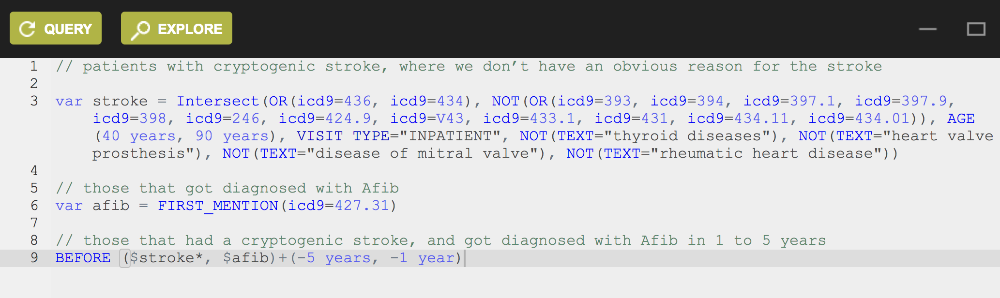 QUERY EXPLORE
1 // patients with cryptogenic stroke, where we don’t have an obvious reason for the stroke
2
3 var stroke = Intersect(OR(icd9=436, icd9=434), NOT(OR(icd9=393, icd9=394, icd9=397.1, icd9=397.9,
icd9=398, icd9=246, icd9=424.9, icd9=V43, icd9=433.1, icd9=431, icd9=434.11, icd9=434.01)), AGE
(40 years, 90 years), VISIT TYPE="INPATIENT", NOT(TEXT="thyroid diseases"), NOT(TEXT="heart valve
prosthesis"), NOT(TEXT="disease of mitral valve"), NOT(TEXT="rheumatic heart disease"))
4
5 // those that got diagnosed with Afib
6 var afib = FIRST_MENTION(icd9=427.31)
7
8 // those that had a cryptogenic stroke, and got diagnosed with Afib in 1 to 5 years
9 BEFORE ($stroke*, $afib)+(-5 years, -1 year)